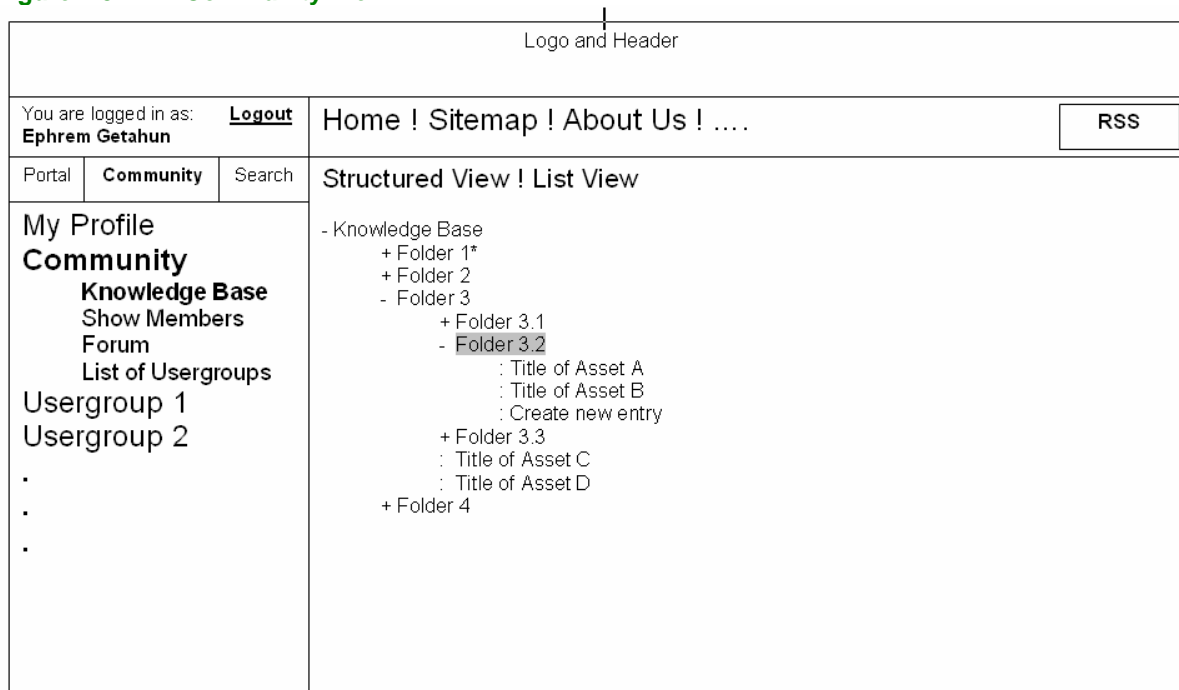 Logo and Header
You are logged in as: Logout
Ephrem Getahun
Home ! Sitemap ! About Us ! ....
RSS
Portal Community Search
Structured View ! List View
My Profile
Community
Knowledge Base
Show Members
Forum
List of Usergroups
Usergroup 1
Usergroup 2
.
.
.
- Knowledge Base
+ Folder 1*
+ Folder 2
- Folder 3
+ Folder 3.1
- Folder 3.2
: Title of Asset A
: Title of Asset B
: Create new entry
+ Folder 3.3
: Title of Asset C
: Title of Asset D
+ Folder 4